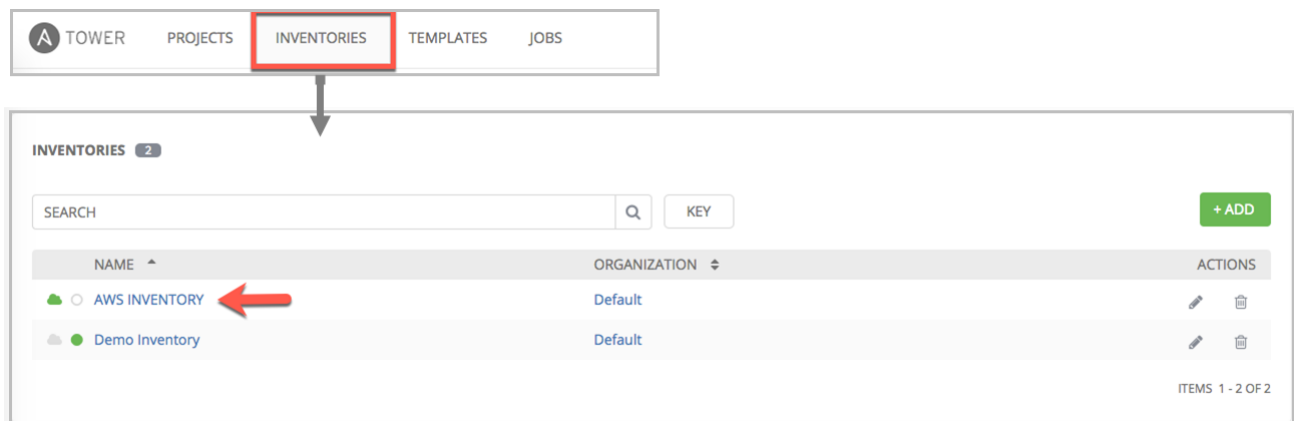 A TOWER PROJECTS INVENTORIES TEMPLATES JOBS
INVENTORIES 2
SEARCH KEY + ADD
NAME ORGANIZATION ACTIONS
AWS INVENTORY Default
Demo Inventory Default
ITEMS 1 - 2 OF 2